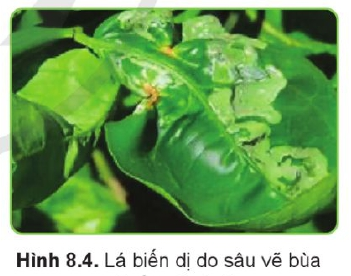 Hình 8.4. Lá biến dị do sâu vẽ bùa